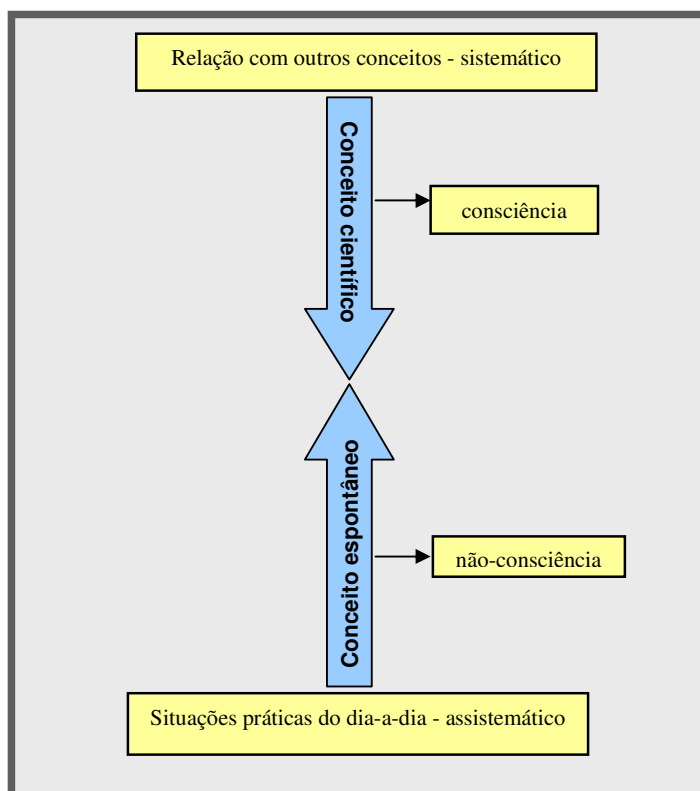 Relação com outros conceitos - sistemático
Conceito científico
consciência
Conceito espontâneo
não-consciência
Situações práticas do dia-a-dia - assistemático